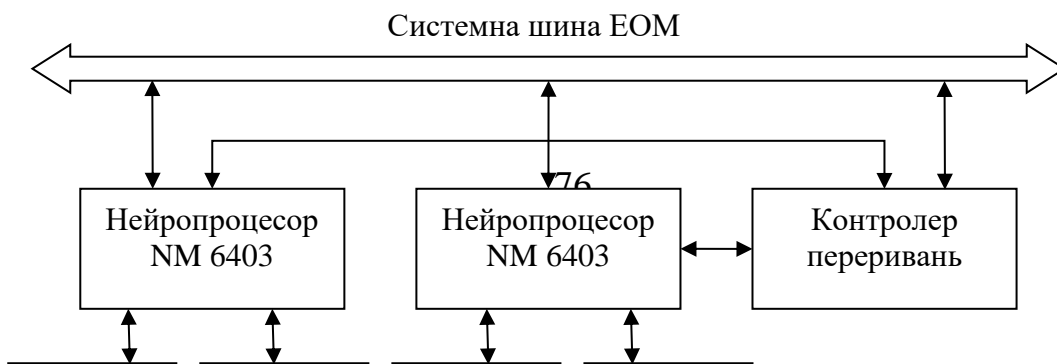 Системна шина ЕОМ
76
Нейропроцесор
NM 6403
Нейропроцесор
NM 6403
Контролер
переривань